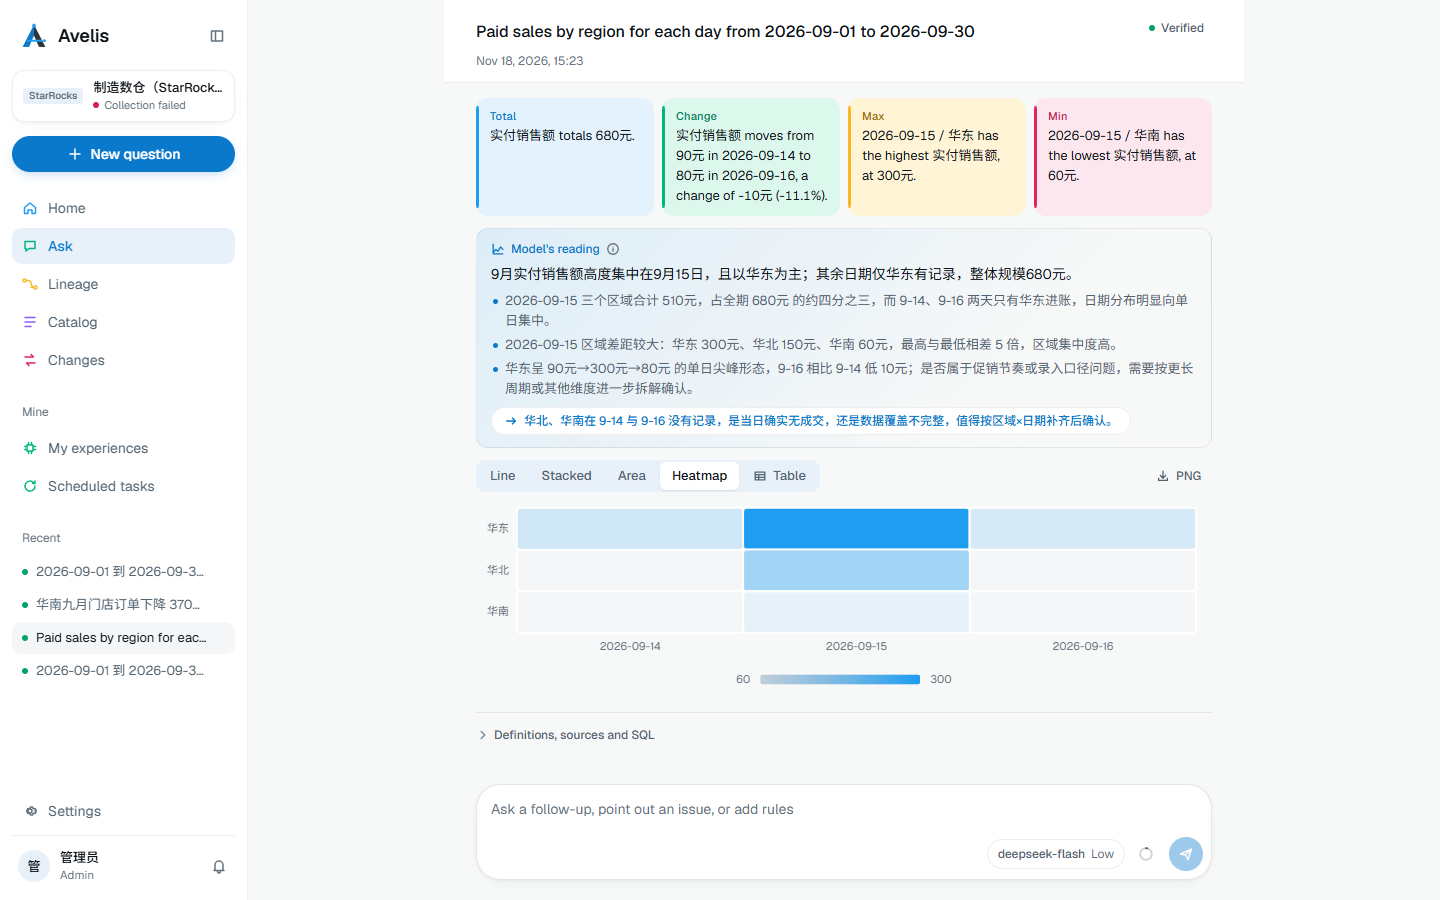 Avelis
StarRocks
制造数仓（StarRock...
Collection failed
New question
Home
Ask
Lineage
Catalog
Changes
Mine
My experiences
Scheduled tasks
Recent
2026-09-01 到 2026-09-3...
华南九月门店订单下降 370...
Paid sales by region for eac...
2026-09-01 到 2026-09-3...
Settings
管
管理员
Admin
Paid sales by region for each day from 2026-09-01 to 2026-09-30
Verified
Nov 18, 2026, 15:23
Total
实付销售额 totals 680元.
Change
实付销售额 moves from
90元 in 2026-09-14 to
80元 in 2026-09-16, a
change of -10元 (-11.1%).
Max
2026-09-15 / 华东 has
the highest 实付销售额,
at 300元.
Min
2026-09-15 / 华南 has
the lowest 实付销售额, at
60元.
Model's reading
9月实付销售额高度集中在9月15日，且以华东为主；其余日期仅华东有记录，整体规模680元。
2026-09-15 三个区域合计 510元，占全期 680元 的约四分之三，而 9-14、9-16 两天只有华东进账，日期分布明显向单
日集中。
2026-09-15 区域差距较大：华东 300元、华北 150元、华南 60元，最高与最低相差 5 倍，区域集中度高。
华东呈 90元→300元→80元 的单日尖峰形态，9-16 相比 9-14 低 10元；是否属于促销节奏或录入口径问题，需要按更长
周期或其他维度进一步拆解确认。
→ 华北、华南在 9-14 与 9-16 没有记录，是当日确实无成交，还是数据覆盖不完整，值得按区域×日期补齐后确认。
Line
Stacked
Area
Heatmap
Table
PNG
华东
华北
华南
2026-09-14
2026-09-15
2026-09-16
60
300
Definitions, sources and SQL
Ask a follow-up, point out an issue, or add rules
deepseek-flash Low